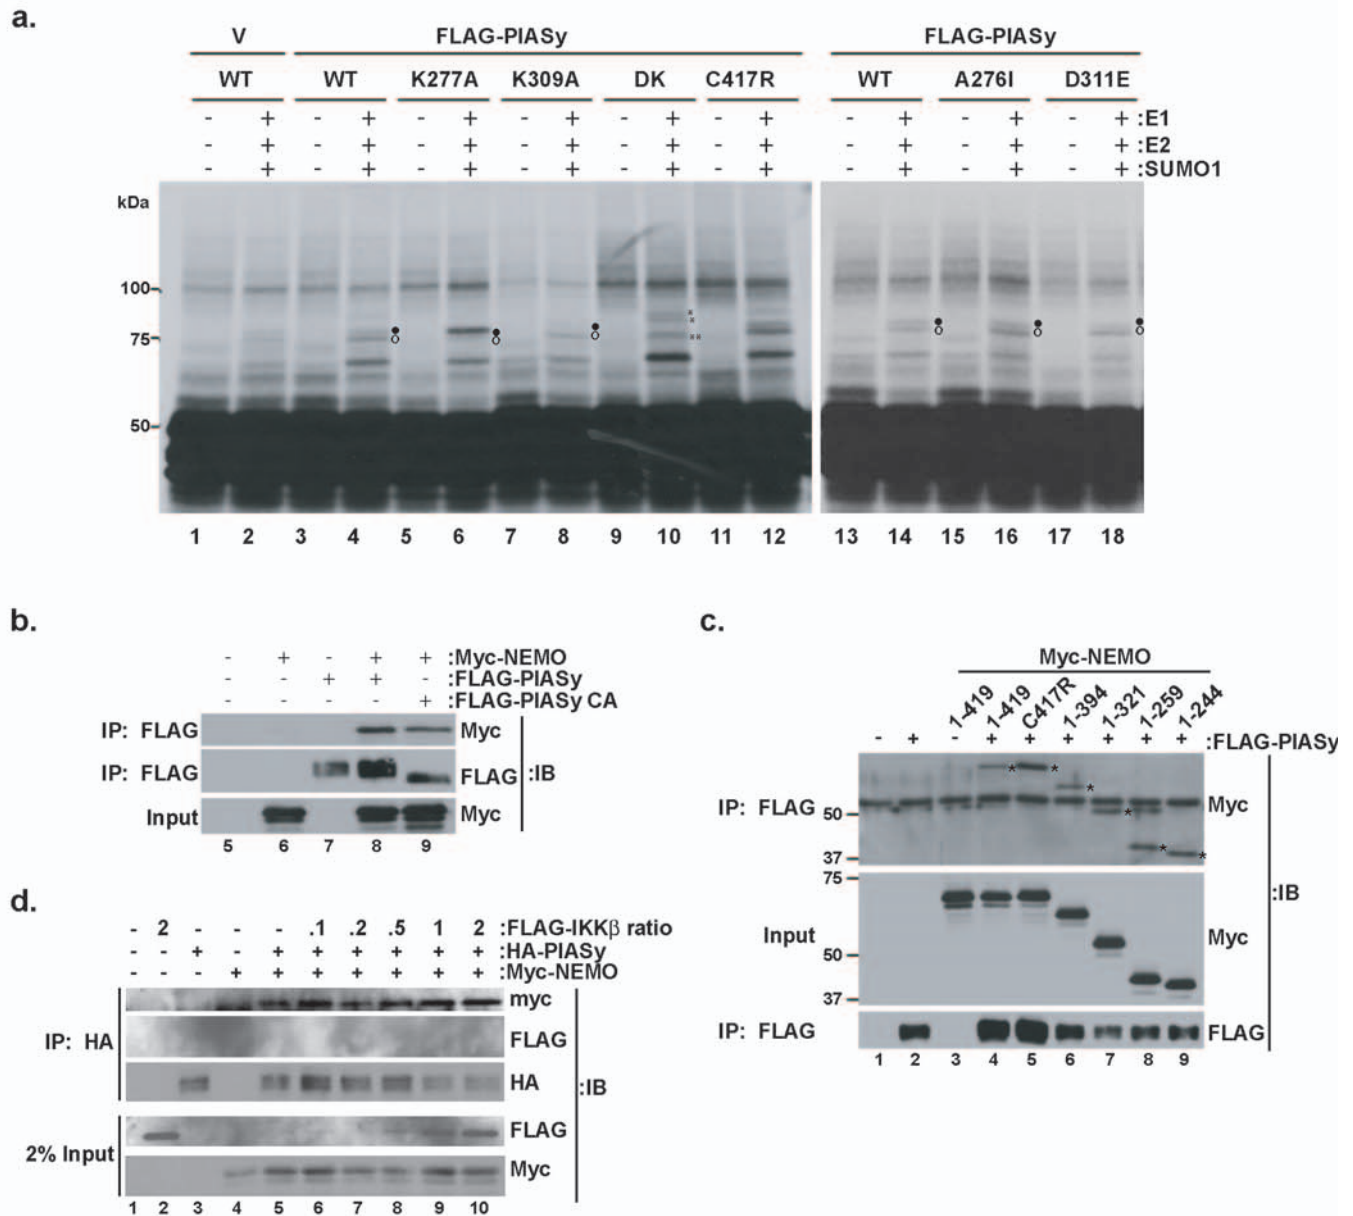 a.
V FLAG-PIASy FLAG-PIASy
WT WT K277A K309A DK C417R WT A276I D311E
- + - + - + - + - + - + - + - + - + :E1
- + - + - + - + - + - + - + - + - + :E2
- + - + - + - + - + - + - + - + - + :SUMO1
kDa
100
75
50
1 2 3 4 5 6 7 8 9 10 11 12 13 14 15 16 17 18
b.
- + - + + :Myc-NEMO
- - + + - :FLAG-PIASy
- - - - + :FLAG-PIASy CA
IP: FLAG Myc
IP: FLAG FLAG :IB
Input Myc
5 6 7 8 9
c.
Myc-NEMO
1-419 1-419 C417R 1-394 1-321 1-259 1-244
- + - + + + + + + :FLAG-PIASy
IP: FLAG 50 37 Myc
75
Input 50 37 Myc
:IB
IP: FLAG FLAG
1 2 3 4 5 6 7 8 9
d.
- 2 - - - .1 .2 .5 1 2 :FLAG-IKKβ ratio
- - + - + + + + + + :HA-PIASy
- - - + + + + + + + :Myc-NEMO
myc
IP: HA FLAG
HA :IB
FLAG
2% Input
Myc
1 2 3 4 5 6 7 8 9 10